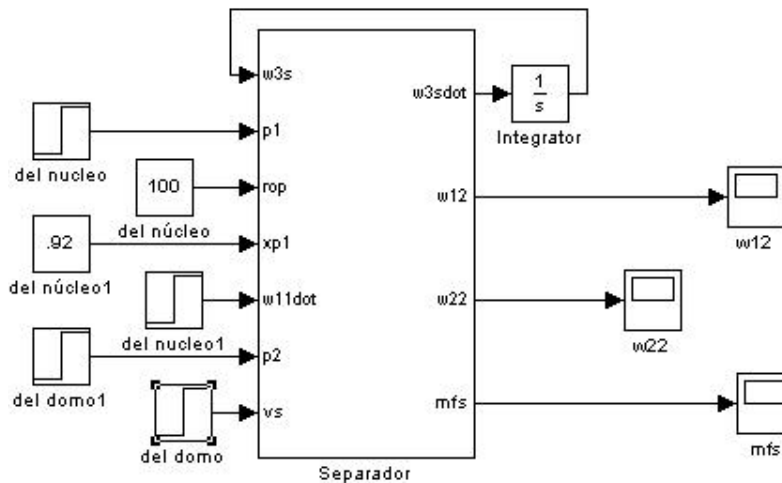 w3s
w3sdot
1
s
Integrator
p1
del nucleo
100
rop
del núcleo
w12
w12
.92
xp1
del núcleo1
w11dot
del nucleo1
w22
w22
p2
del domo1
vs
del domo
mfs
mfs
Separador